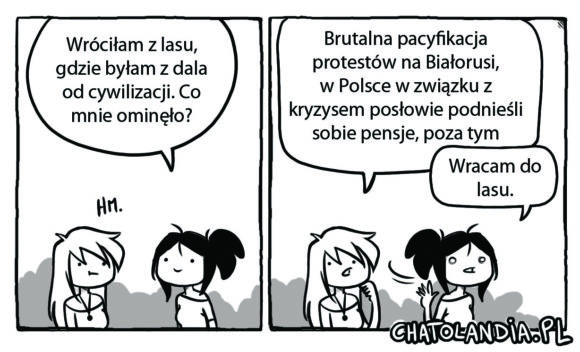 Wróciłam z lasu,
gdzie byłam z dala
od cywilizacji. Co
mnie ominęło?
HM.
Brutalna pacyfikacja
protestów na Białorusi,
w Polsce w związku z
kryzysem posłowie podnieśli
sobie pensje, poza tym
Wracam do
lasu.
CHATOLANDIA.PL